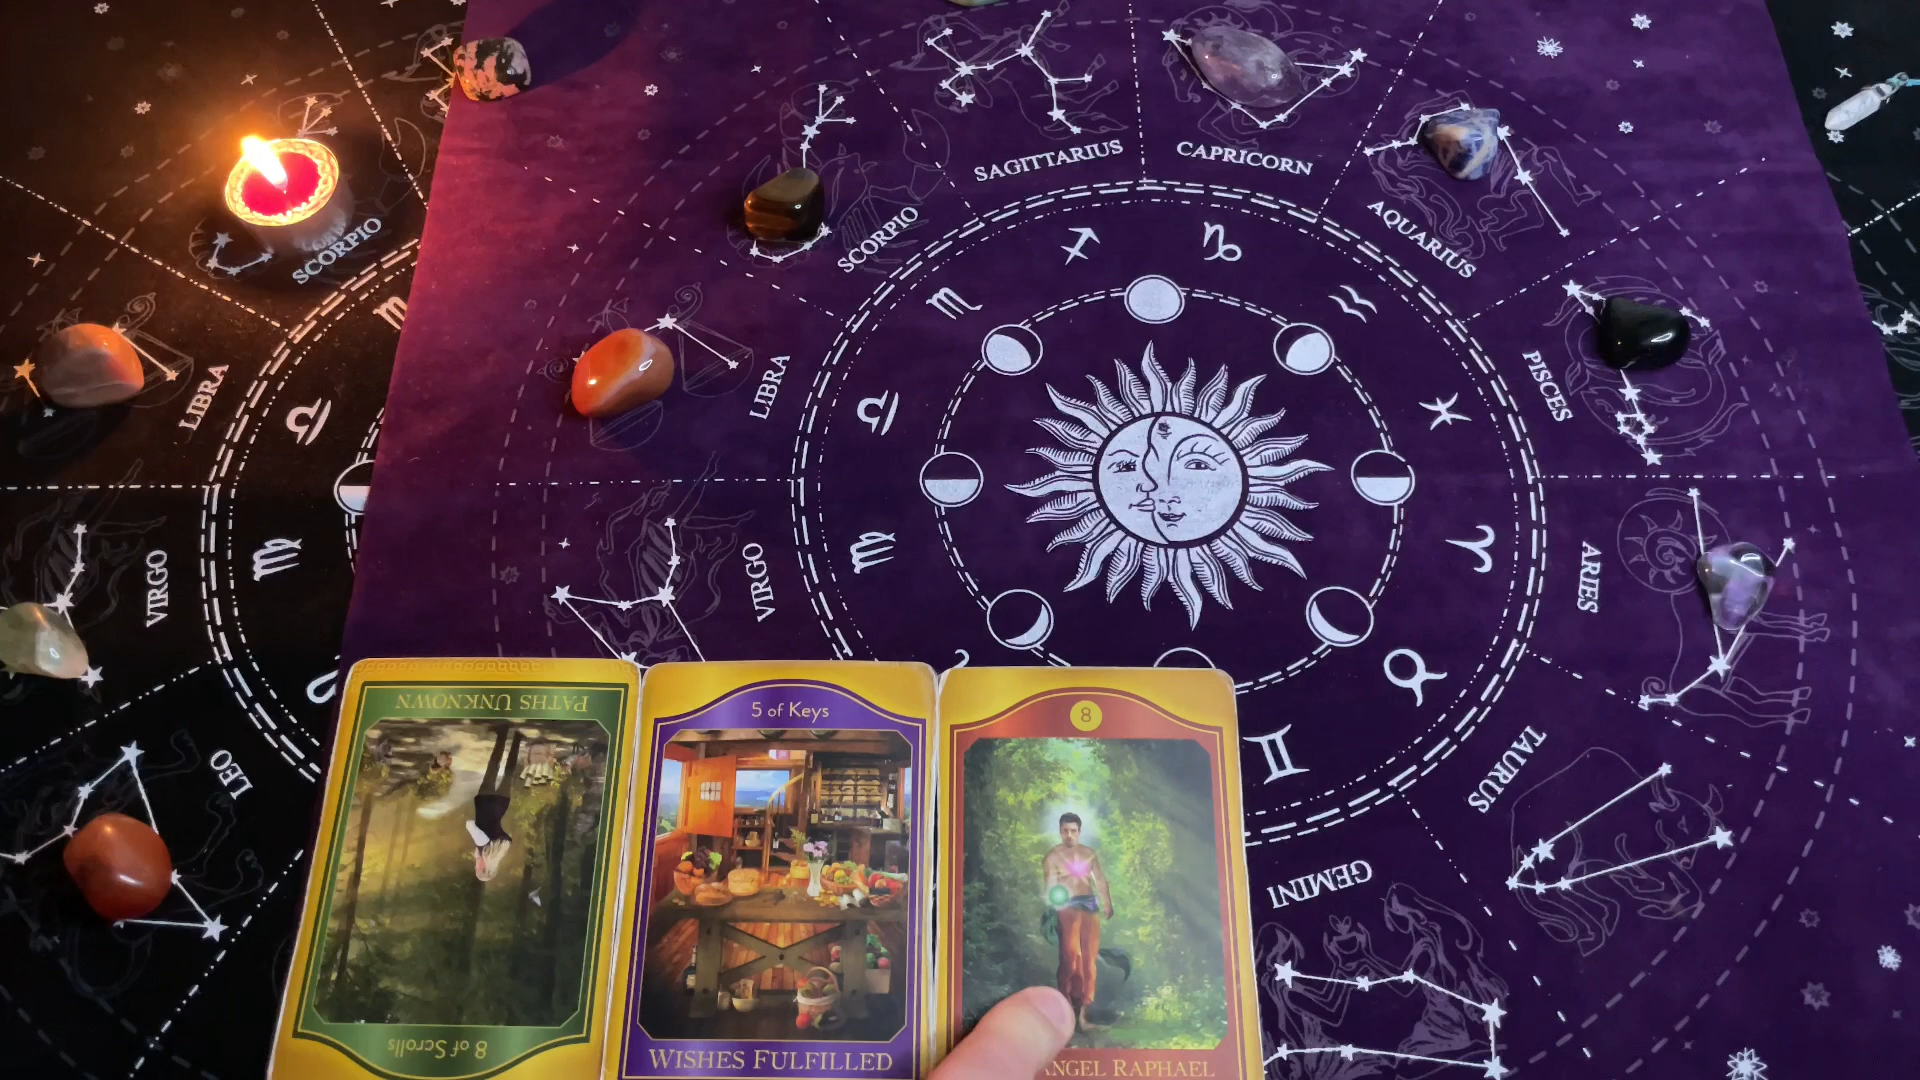 SAGITTARIUS
CAPRICORN
SCORPIO
SCORPIO
AQUARIUS
LIBRA
LIBRA
PISCES
VIRGO
VIRGO
ARIES
LEO
TAURUS
GEMINI
PATHS UNKNOWN
8 of Scrolls
5 of Keys
WISHES FULFILLED
8
ANGEL RAPHAEL